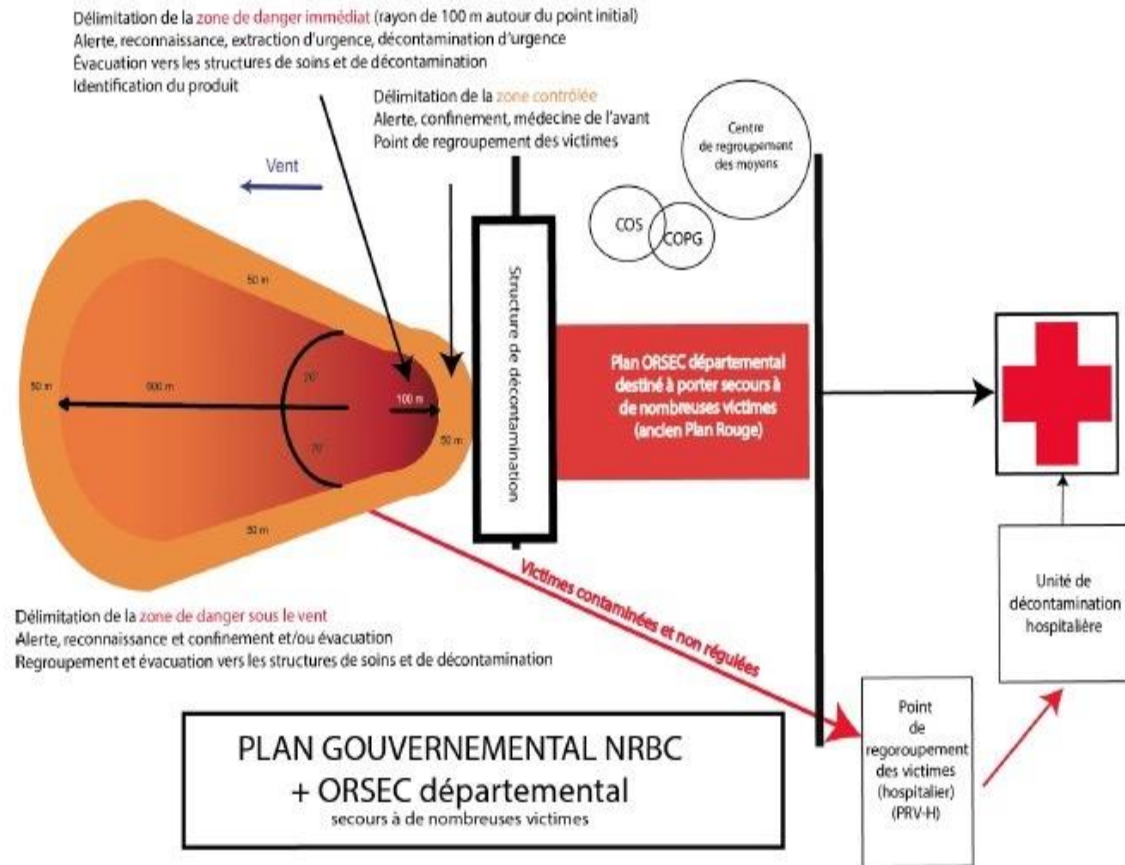 Délimitation de la zone de danger immédiat (rayon de 100 m autour du point initial)
Alerte, reconnaissance, extraction d'urgence, décontamination d'urgence
Évacuation vers les structures de soins et de décontamination
Identification du produit
Délimitation de la zone contrôlée
Alerte, confinement, médecine de l'avant
Point de regroupement des victimes
Vent
Centre
de regroupement
des moyens
COS
COPG
50 m
50 m
600 m
100 m
50 m
50 m
Structure de décontamination
Plan ORSEC départemental
destiné à porter secours à
de nombreuses victimes
(ancien Plan Rouge)
Victimes contaminées et non régulées
Unité de
décontamination
hospitalière
Délimitation de la zone de danger sous le vent
Alerte, reconnaissance et confinement et/ou évacuation
Regroupement et évacuation vers les structures de soins et de décontamination
Point
de
regoroupement
des victimes
(hospitalier)
(PRV-H)
PLAN GOUVERNEMENTAL NRBC
+ ORSEC départemental
secours à de nombreuses victimes